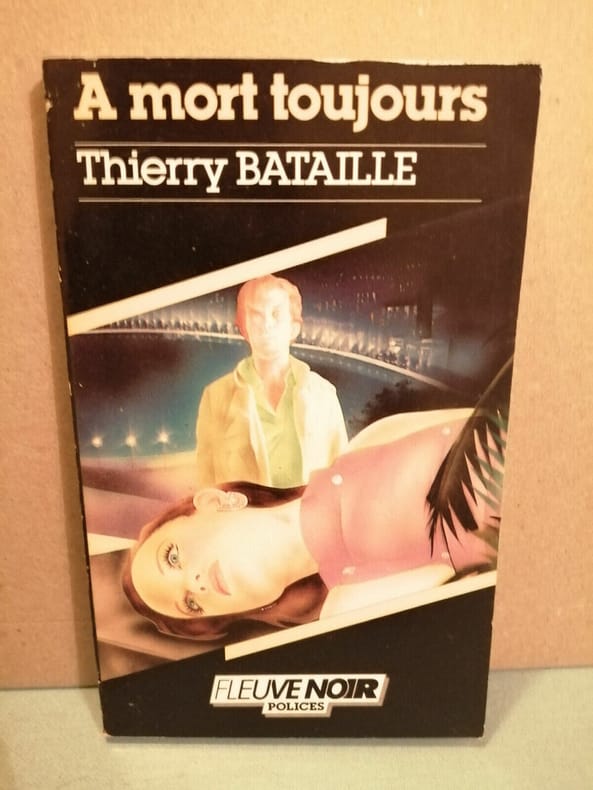 A mort toujours
Thierry BATAILLE
FLEUVE NOIR
POLICES